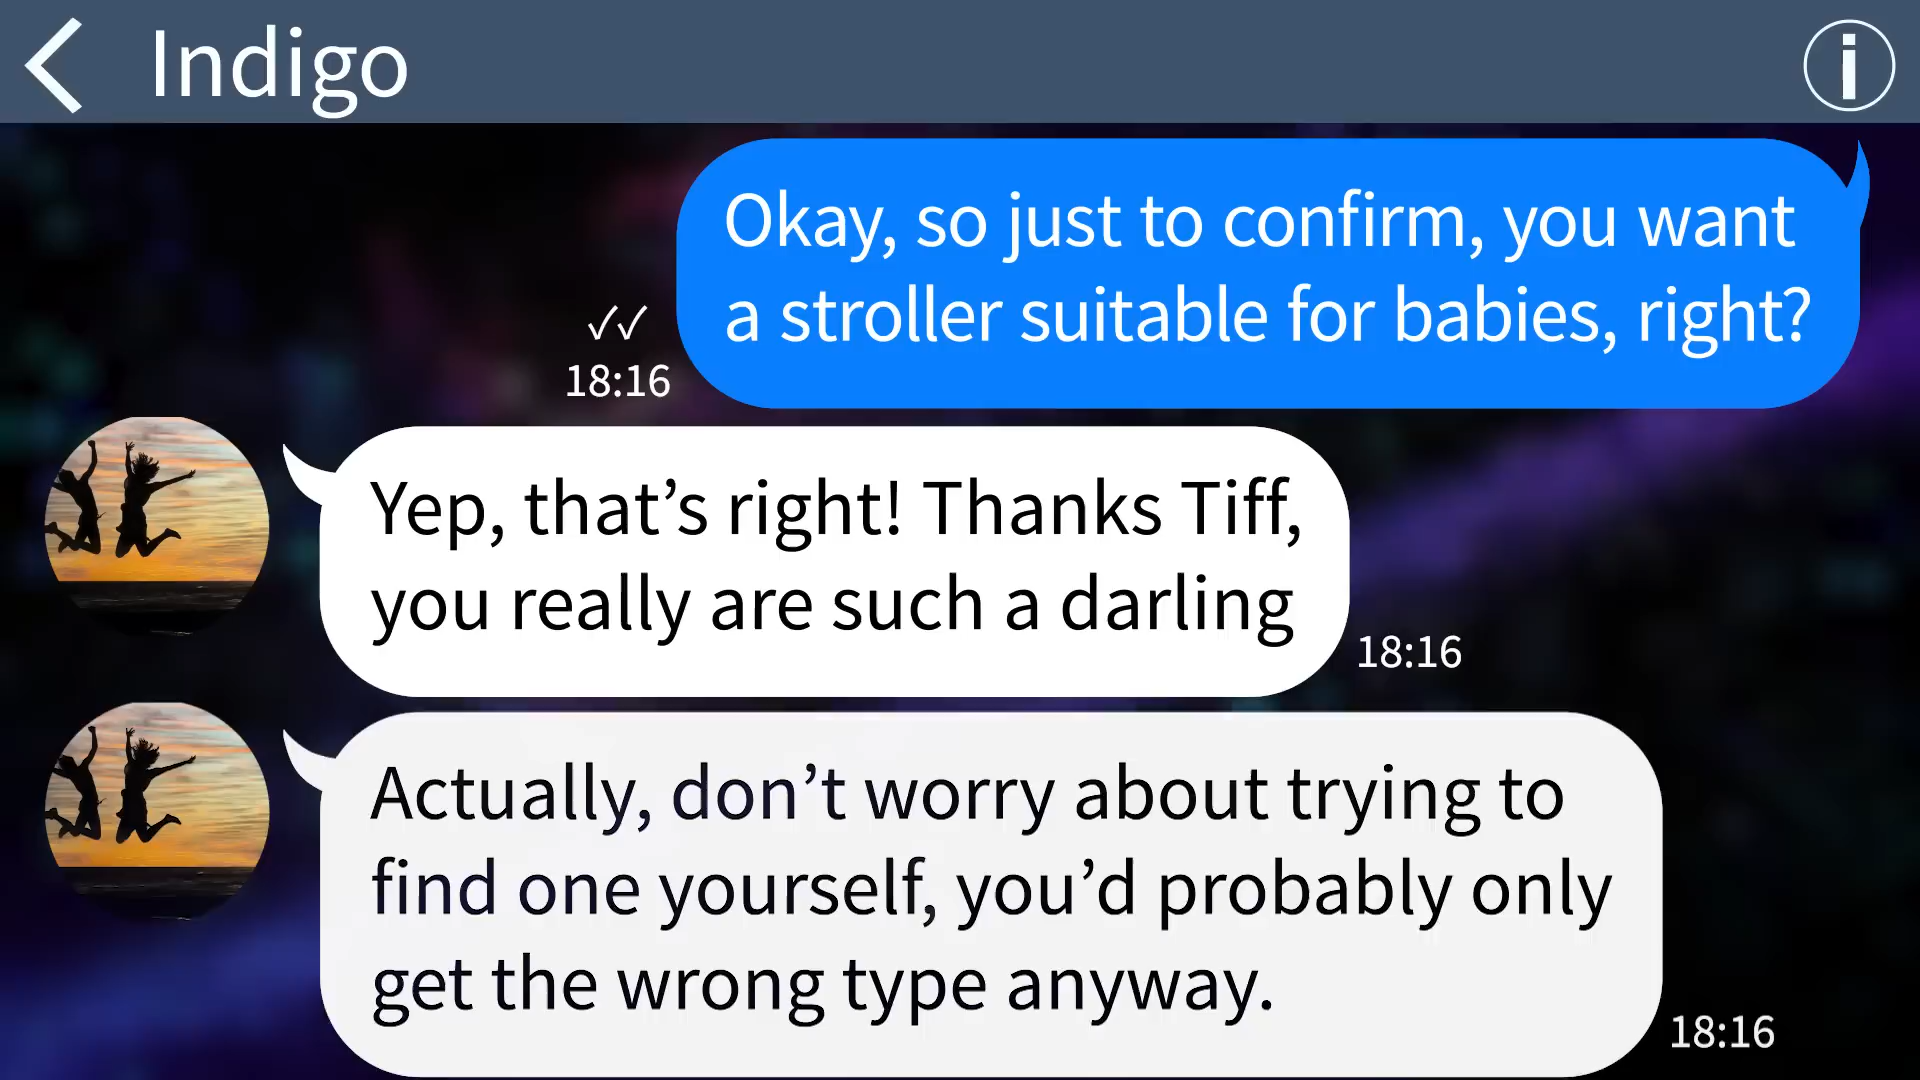 Indigo
Okay, so just to confirm, you want
a stroller suitable for babies, right?
✓✓
18:16
Yep, that’s right! Thanks Tiff,
you really are such a darling
18:16
Actually, don’t worry about trying to
find one yourself, you’d probably only
get the wrong type anyway.
18:16